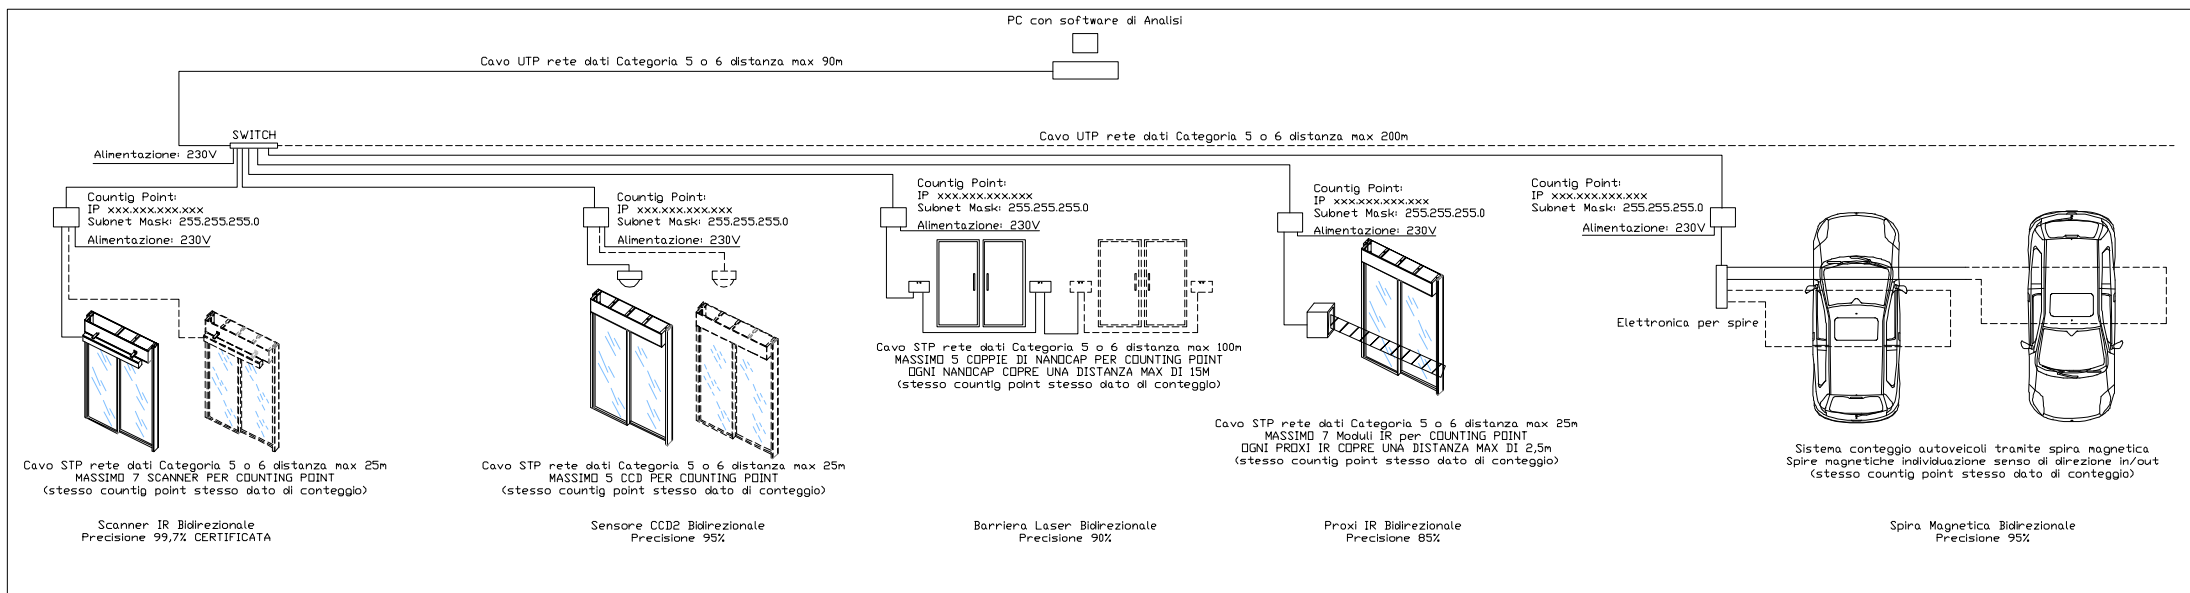 PC con software di Analisi
Cavo UTP rete dati Categoria 5 o 6 distanza max 90m
SWITCH
Cavo UTP rete dati Categoria 5 o 6 distanza max 200m
Alimentazione: 230V
Countig Point:
IP xxx.xxx.xxx.xxx
Subnet Mask: 255.255.255.0
Alimentazione: 230V
Cavo STP rete dati Categoria 5 o 6 distanza max 25m
MASSIMO 7 SCANNER PER COUNTING POINT
(stesso countig point stesso dato di conteggio)
Scanner IR Bidirezionale
Precisione 99,7% CERTIFICATA
Countig Point:
IP xxx.xxx.xxx.xxx
Subnet Mask: 255.255.255.0
Alimentazione: 230V
Cavo STP rete dati Categoria 5 o 6 distanza max 25m
MASSIMO 5 CCD PER COUNTING POINT
(stesso countig point stesso dato di conteggio)
Sensore CCD2 Bidirezionale
Precisione 95%
Countig Point:
IP xxx.xxx.xxx.xxx
Subnet Mask: 255.255.255.0
Alimentazione: 230V
Cavo STP rete dati Categoria 5 o 6 distanza max 100m
MASSIMO 5 COPPIE DI NANOCAP PER COUNTING POINT
OGNI NANOCAP COPRE UNA DISTANZA MAX DI 15M
(stesso countig point stesso dato di conteggio)
Barriera Laser Bidirezionale
Precisione 90%
Countig Point:
IP xxx.xxx.xxx.xxx
Subnet Mask: 255.255.255.0
Alimentazione: 230V
Cavo STP rete dati Categoria 5 o 6 distanza max 25m
MASSIMO 7 Moduli IR per COUNTING POINT
OGNI PROXI IR COPRE UNA DISTANZA MAX DI 2,5m
(stesso countig point stesso dato di conteggio)
Proxi IR Bidirezionale
Precisione 85%
Countig Point:
IP xxx.xxx.xxx.xxx
Subnet Mask: 255.255.255.0
Alimentazione: 230V
Elettronica per spire
Sistema conteggio autoveicoli tramite spira magnetica
Spire magnetiche individuazione senso di direzione in/out
(stesso countig point stesso dato di conteggio)
Spira Magnetica Bidirezionale
Precisione 95%